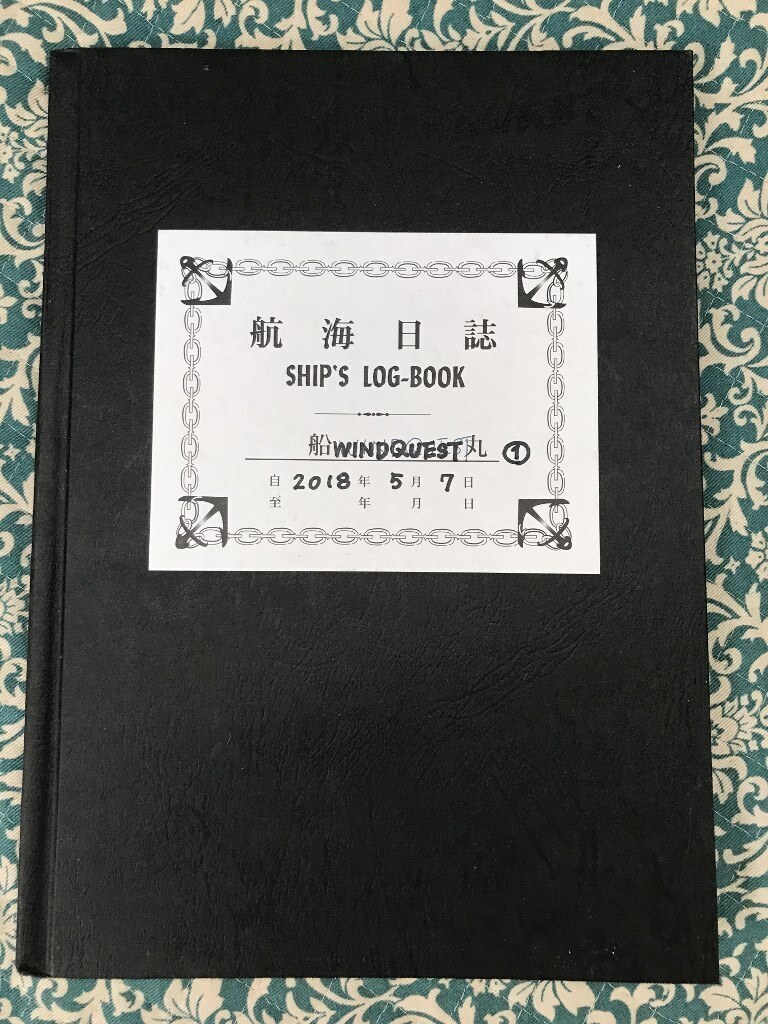 航海日誌
SHIP'S LOG-BOOK
船 WINDQUEST 丸 ①
自 2018 年 5 月 7 日
至 年 月 日